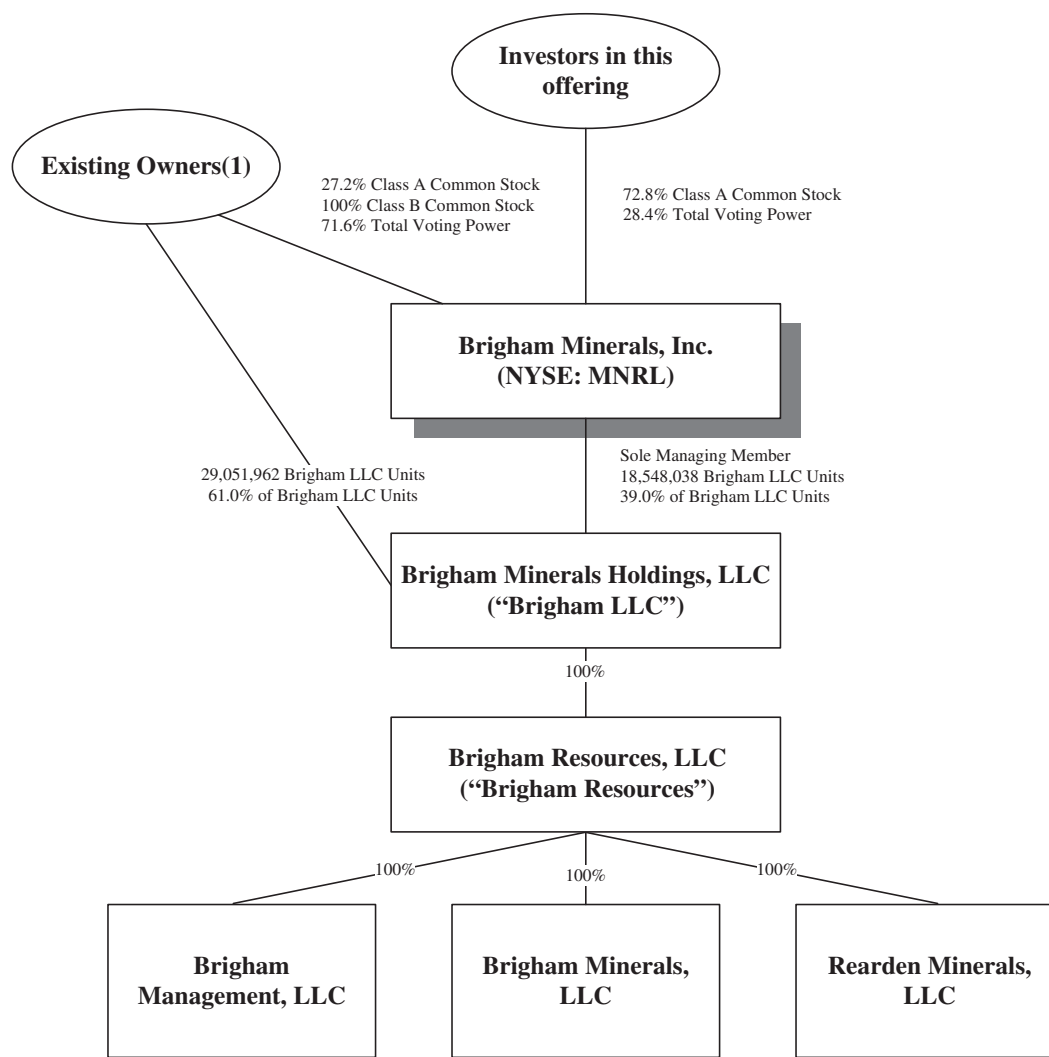 Investors in this
offering
Existing Owners(1)
27.2% Class A Common Stock
100% Class B Common Stock
71.6% Total Voting Power
72.8% Class A Common Stock
28.4% Total Voting Power
Brigham Minerals, Inc.
(NYSE: MNRL)
29,051,962 Brigham LLC Units
61.0% of Brigham LLC Units
Sole Managing Member
18,548,038 Brigham LLC Units
39.0% of Brigham LLC Units
Brigham Minerals Holdings, LLC
(“Brigham LLC”)
100%
Brigham Resources, LLC
(“Brigham Resources”)
100%
100%
100%
Brigham
Management, LLC
Brigham Minerals,
LLC
Rearden Minerals,
LLC